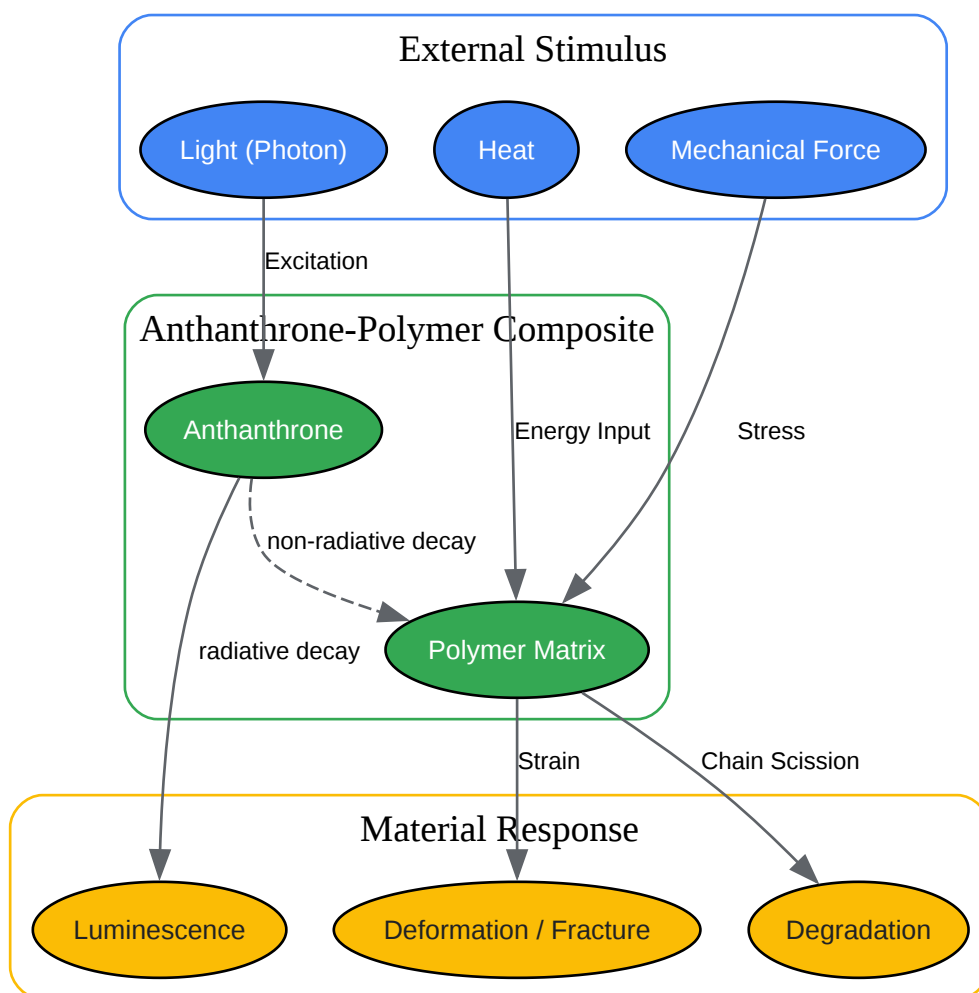 External Stimulus
Light (Photon)
Heat
Mechanical Force
Excitation
Anthanthrone-Polymer Composite
Anthanthrone
Energy Input
Stress
non-radiative decay
radiative decay
Polymer Matrix
Strain
Chain Scission
Material Response
Luminescence
Deformation / Fracture
Degradation